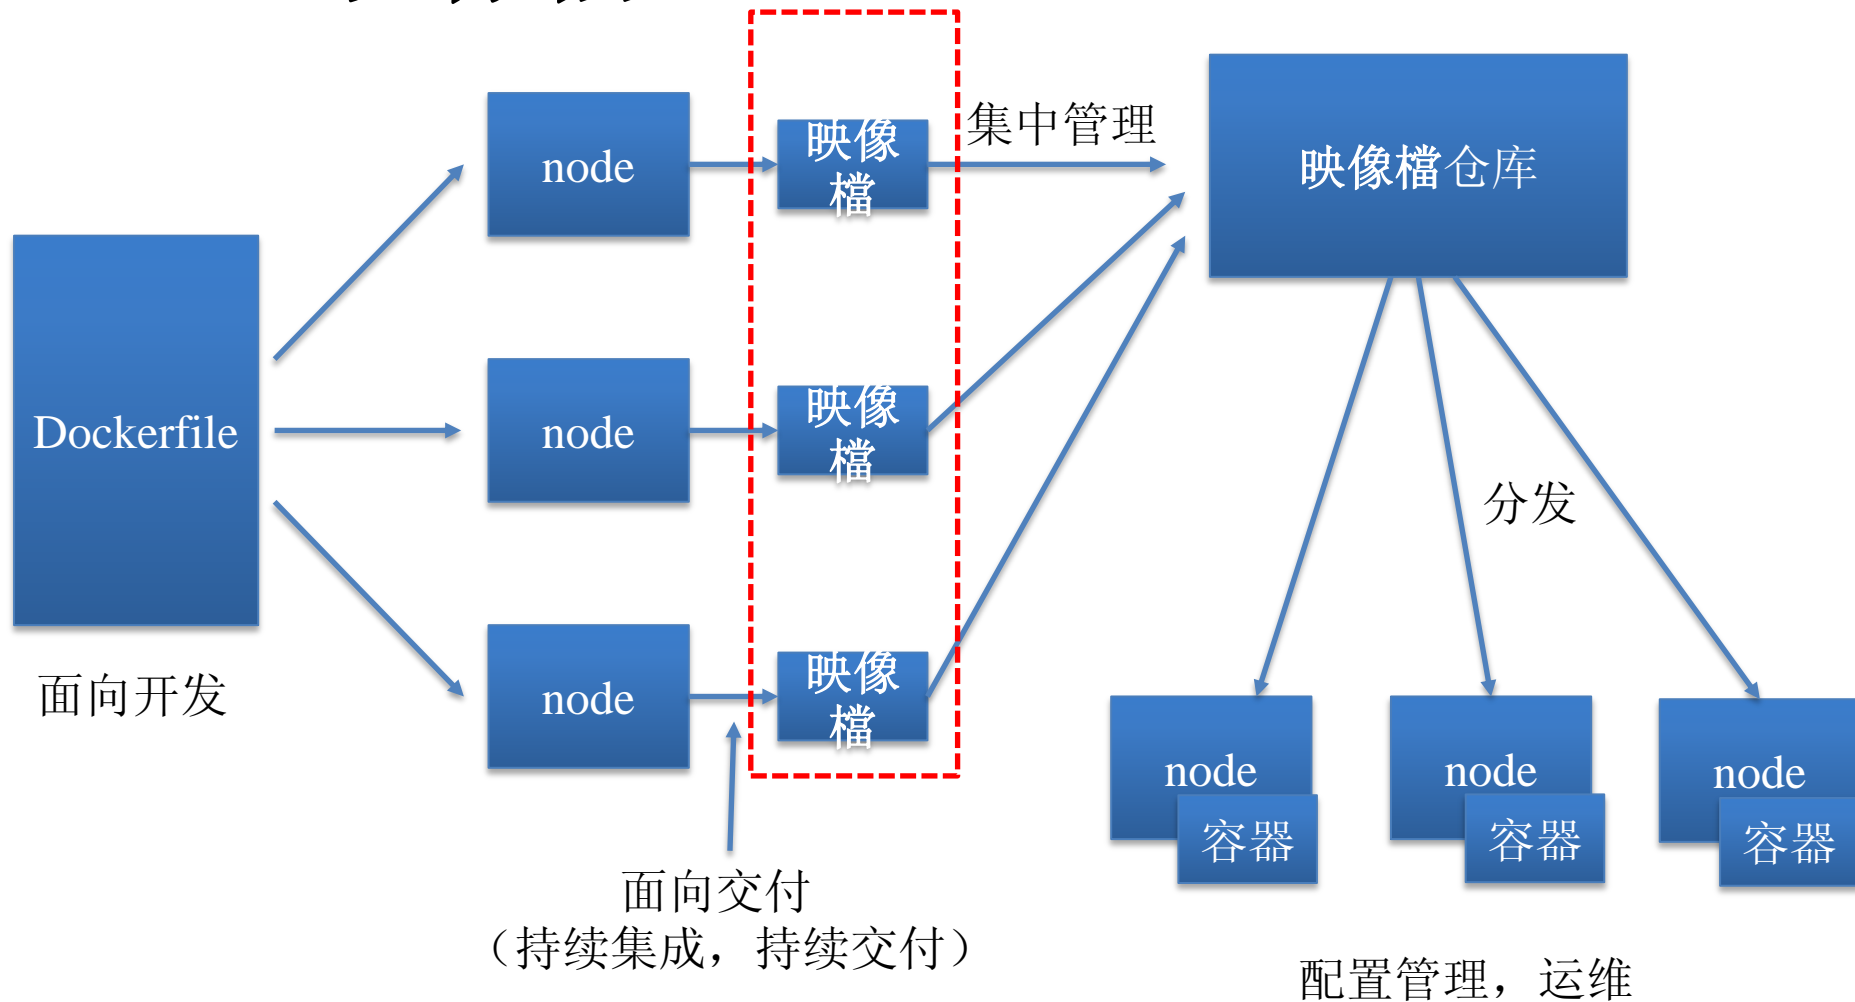 node
映像
檔
集中管理
映像檔仓库
Dockerfile
node
映像
檔
分发
面向开发
node
映像
檔
node
容器
node
容器
node
容器
面向交付
（持续集成，持续交付）
配置管理，运维